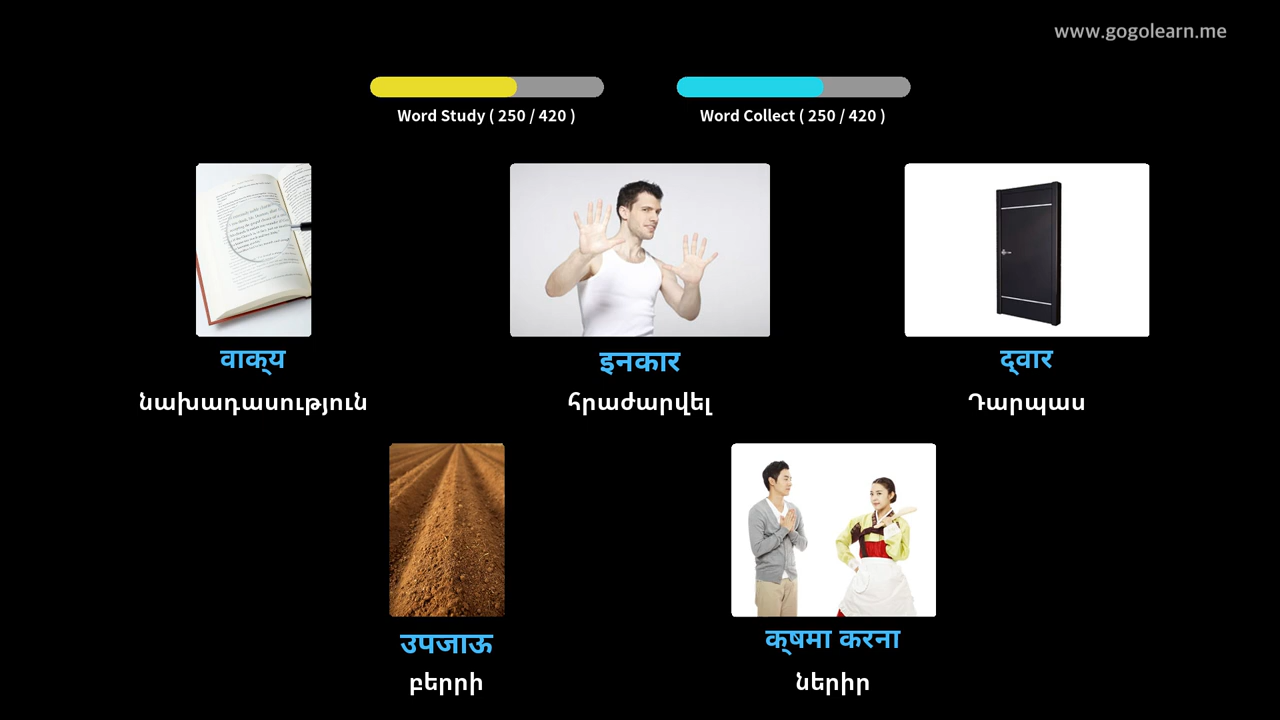 www.gogolearn.me
Word Study ( 250 / 420 )
Word Collect ( 250 / 420 )
वाक्‌य
इनकार
द्‌वार
նախադասություն
հրաժարվել
Դարպաս
उपजाऊ
क्‌षमा करना
բերրի
ներիր